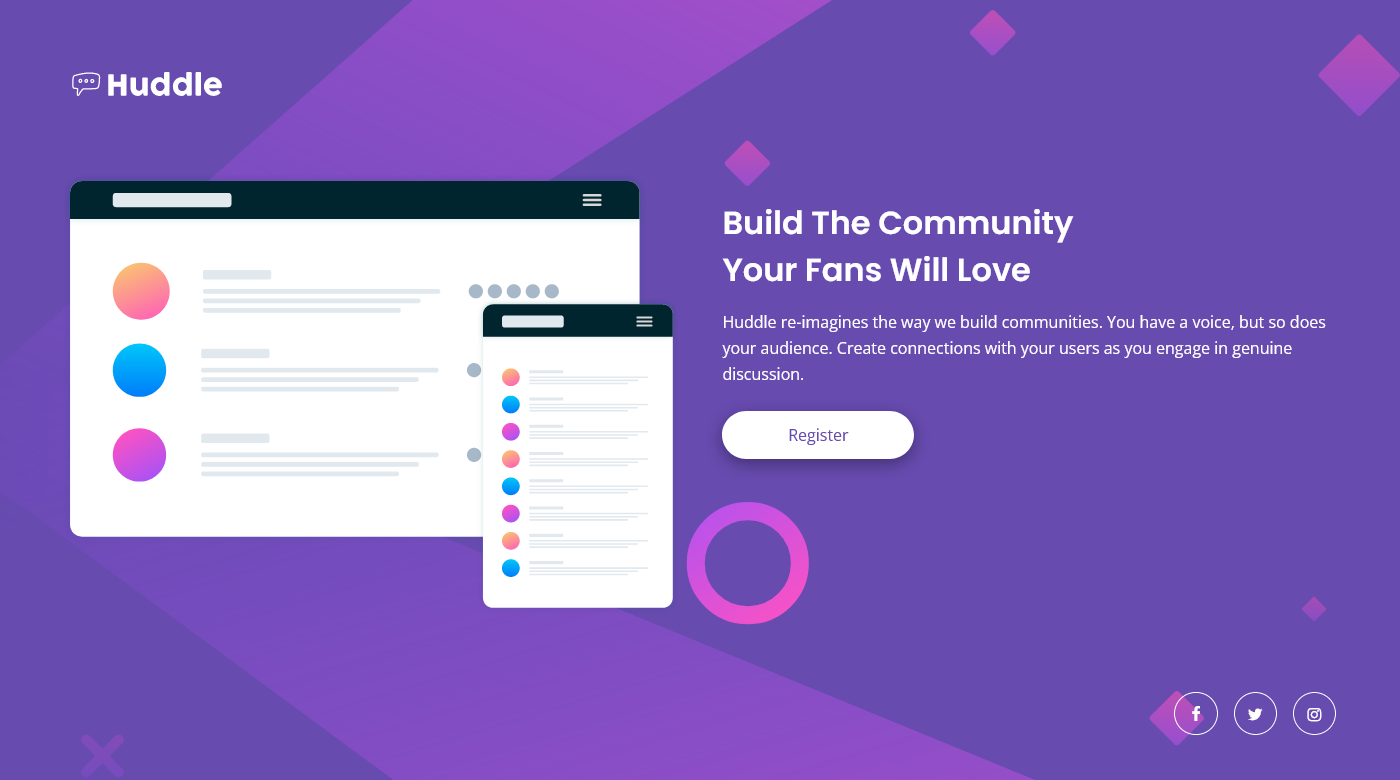 Huddle
Build The Community
Your Fans Will Love
Huddle re-imagines the way we build communities. You have a voice, but so does
your audience. Create connections with your users as you engage in genuine
discussion.
Register